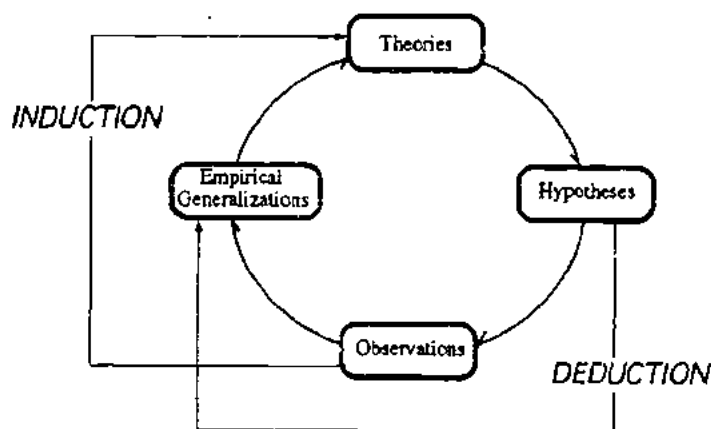 Theories
INDUCTION
Empirical
Generalizations
Hypotheses
Observations
DEDUCTION